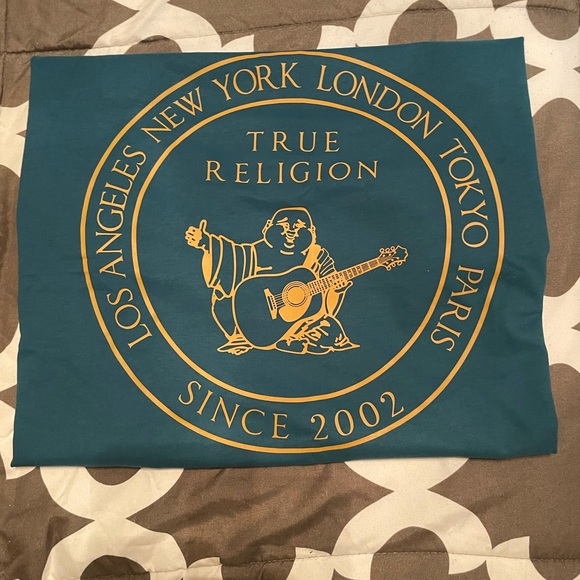 LOS ANGELES NEW YORK LONDON TOKYO PARIS
TRUE
RELIGION
SINCE 2002